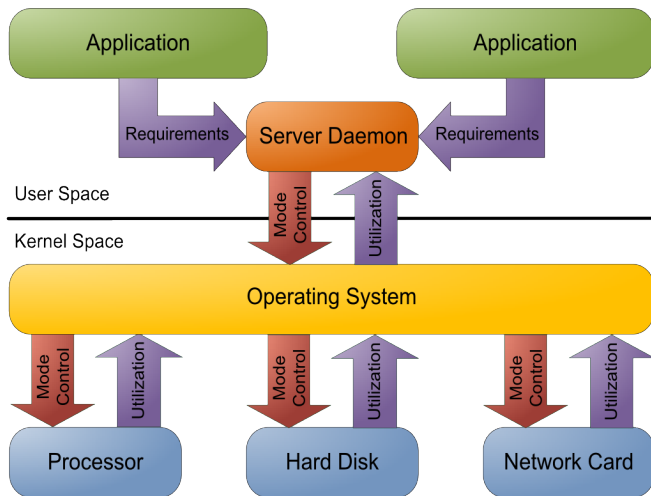 Application
Application
Requirements
Server Daemon
Requirements
User Space
Mode
Control
Utilization
Kernel Space
Operating System
Mode
Control
Utilization
Mode
Control
Utilization
Mode
Control
Utilization
Processor
Hard Disk
Network Card